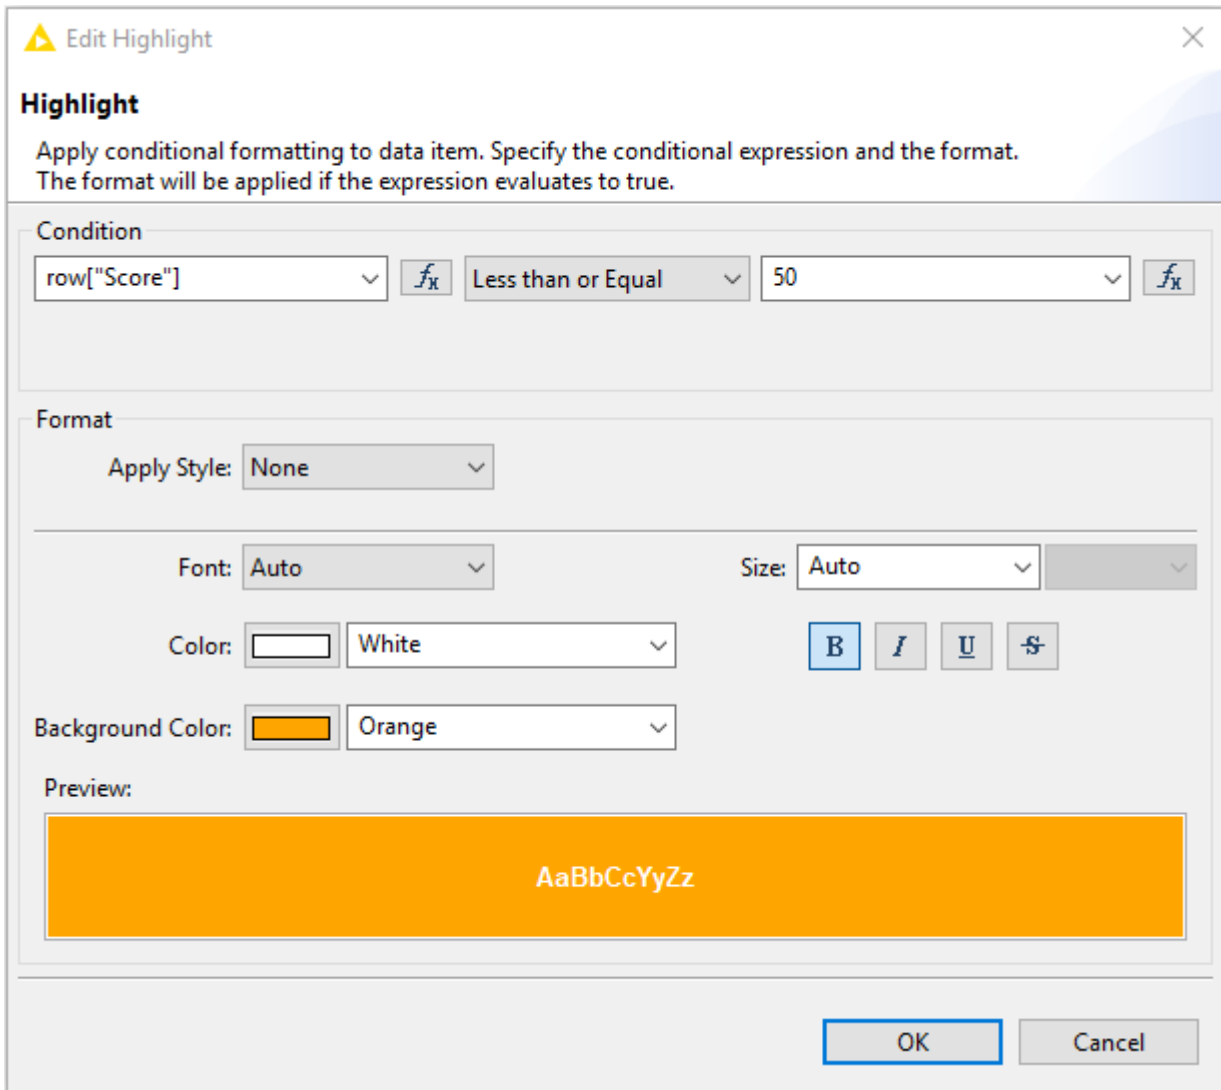 Edit Highlight
Highlight
Apply conditional formatting to data item. Specify the conditional expression and the format.
The format will be applied if the expression evaluates to true.
Condition
row["Score"] fx Less than or Equal 50 fx
Format
Apply Style: None
Font: Auto Size: Auto
Color: White B I U S
Background Color: Orange
Preview:
AaBbCcYyZz
OK Cancel